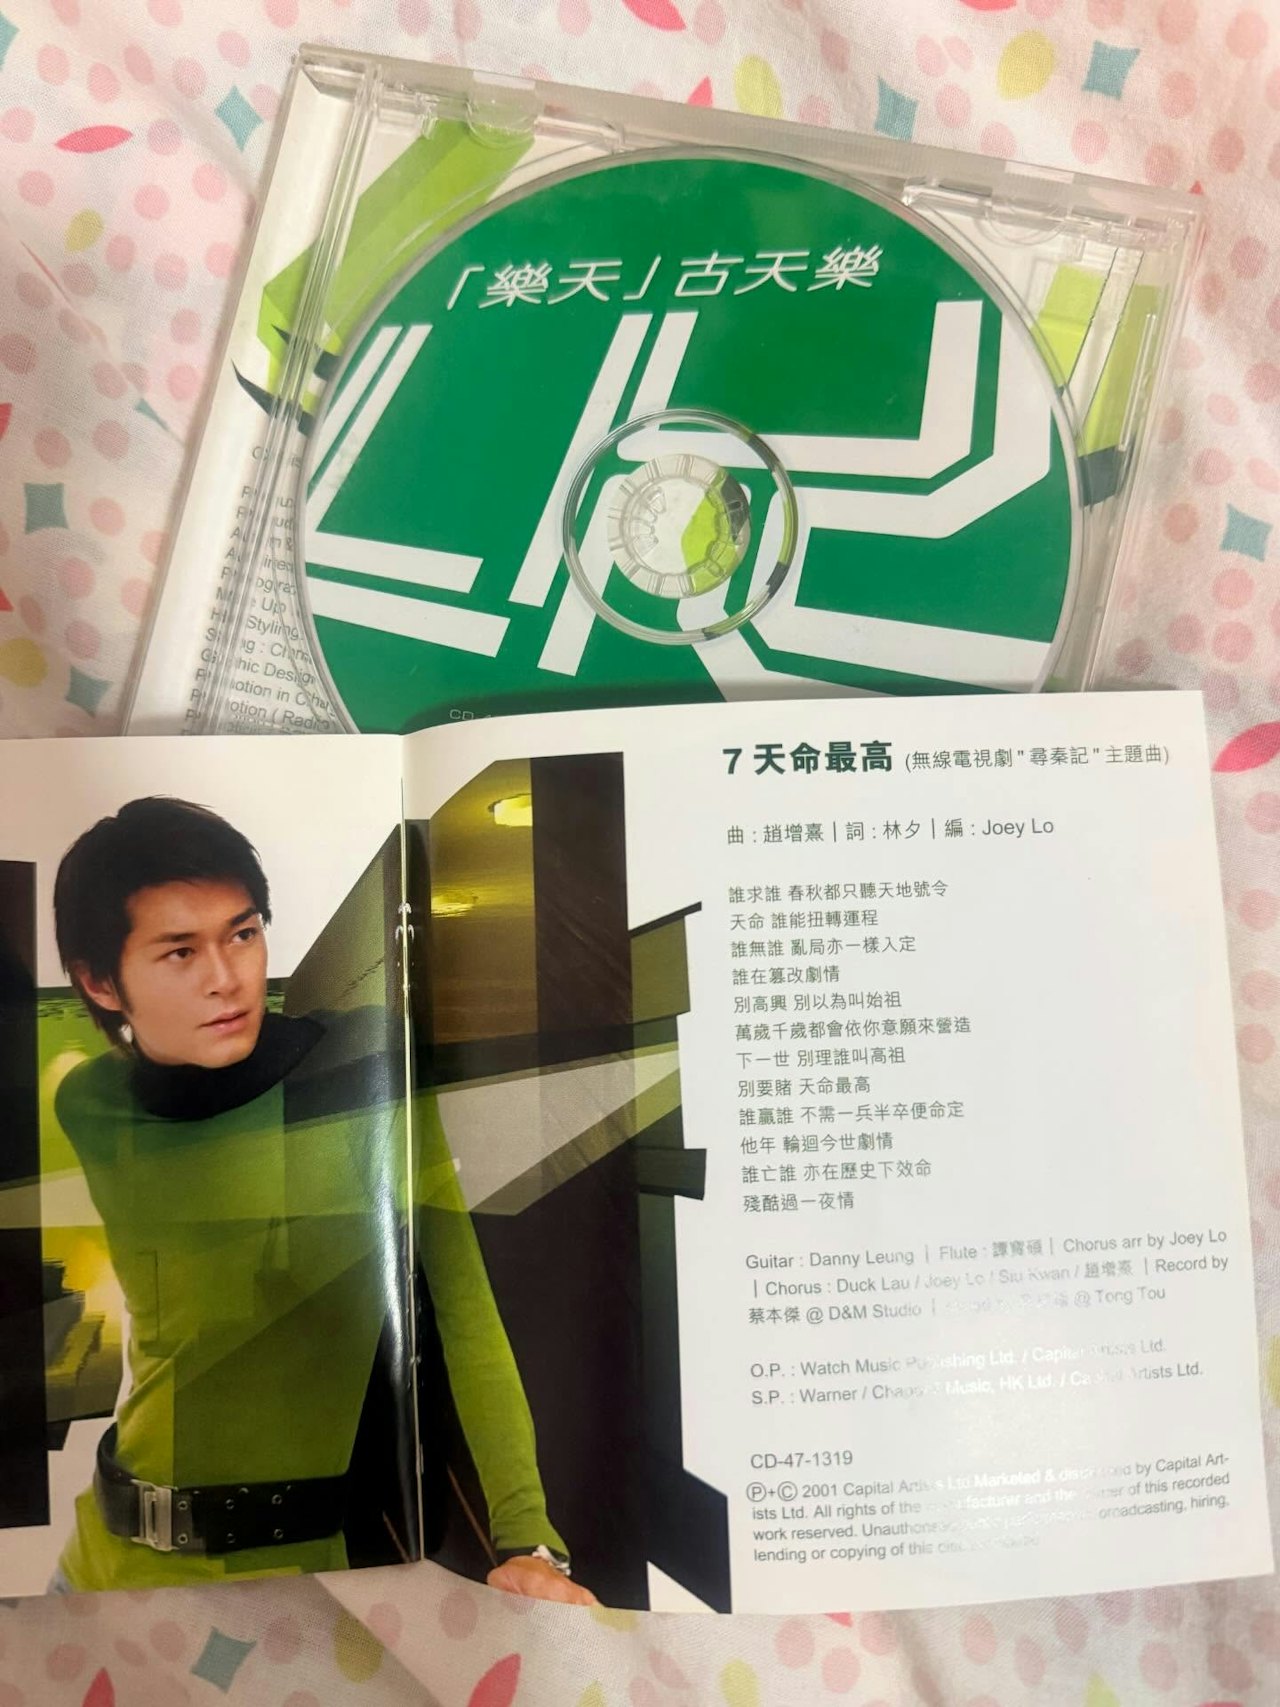 「樂天」古天樂
7 天命最高 (無線電視劇"尋秦記"主題曲)
曲 : 趙增熹 | 詞 : 林夕 | 編 : Joey Lo
誰求誰 春秋都只聽天地號令
天命 誰能扭轉運程
誰無誰 亂局亦一樣入定
誰在篡改劇情
別高興 別以為叫始祖
萬歲千歲都會依你意願來營造
下一世 別理誰叫高祖
別要賭 天命最高
誰贏誰 不需一兵半卒便命定
他年 輪迴今世劇情
誰亡誰 亦在歷史下效命
殘酷過一夜情
Guitar : Danny Leung | Flute : 譚寶碩 | Chorus arr by Joey Lo
| Chorus : Duck Lau / Joey Lo / Siu Kwan / 趙增熹 | Record by
蔡本傑 @ D&M Studio | @ Tong Tou
O.P. : Watch Music Publishing Ltd. / Capital Artists Ltd.
S.P. : Warner / Chappell Music, HK Ltd. / Capital Artists Ltd.
CD-47-1319
Ⓟ+Ⓒ 2001 Capital Artists Ltd Marketed & distributed by Capital Art-
ists Ltd. All rights of the manufacturer and the owner of this recorded
work reserved. Unauthorised broadcasting, hiring,
lending or copying of this disc